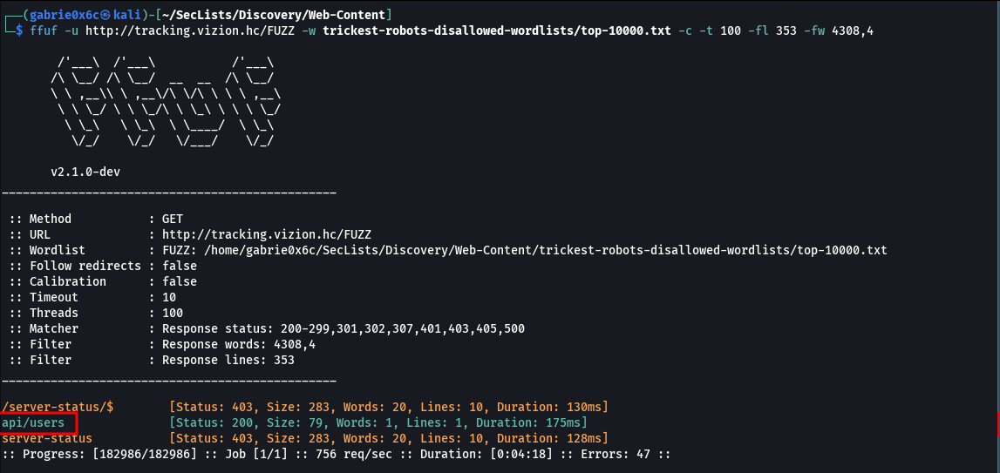 ┌──(gabrie0x6c㉿kali)-[~/SecLists/Discovery/Web-Content]
└─$ ffuf -u http://tracking.vizion.hc/FUZZ -w trickest-robots-disallowed-wordlists/top-10000.txt -c -t 100 -fl 353 -fw 4308,4
        /'___\  /'___\           /'___\
       /\ \__/ /\ \__/  __  __  /\ \__/
       \ \ ,__\\ \ ,__\/\ \/\ \ \ \ ,__\
        \ \ \_/ \ \ \_/\ \ \_\ \ \ \ \_/
         \ \_\   \ \_\  \ \____/  \ \_\
          \/_/    \/_/   \/___/    \/_/
       v2.1.0-dev
________________________________________________
 :: Method           : GET
 :: URL              : http://tracking.vizion.hc/FUZZ
 :: Wordlist         : FUZZ: /home/gabrie0x6c/SecLists/Discovery/Web-Content/trickest-robots-disallowed-wordlists/top-10000.txt
 :: Follow redirects : false
 :: Calibration      : false
 :: Timeout          : 10
 :: Threads          : 100
 :: Matcher          : Response status: 200-299,301,302,307,401,403,405,500
 :: Filter           : Response words: 4308,4
 :: Filter           : Response lines: 353
________________________________________________
/server-status/$        [Status: 403, Size: 283, Words: 20, Lines: 10, Duration: 130ms]
api/users               [Status: 200, Size: 79, Words: 1, Lines: 1, Duration: 175ms]
server-status           [Status: 403, Size: 283, Words: 20, Lines: 10, Duration: 128ms]
:: Progress: [182986/182986] :: Job [1/1] :: 756 req/sec :: Duration: [0:04:18] :: Errors: 47 ::